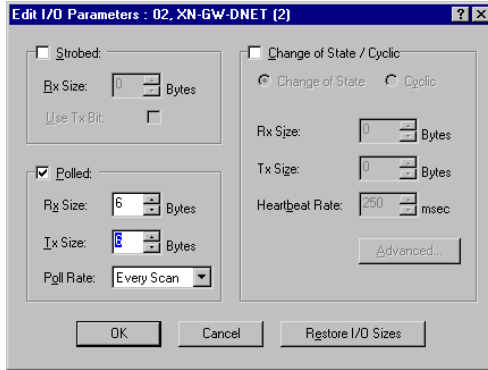 Edit I/O Parameters : 02, XN-GW-DNET (2)
Strobed:
Rx Size: 0 Bytes
Use Tx Bit:
Polled:
Rx Size: 6 Bytes
Tx Size: 6 Bytes
Poll Rate: Every Scan
Change of State / Cyclic
Change of State Cyclic
Rx Size: 0 Bytes
Tx Size: 0 Bytes
Heartbeat Rate: 250 msec
Advanced...
OK Cancel Restore I/O Sizes